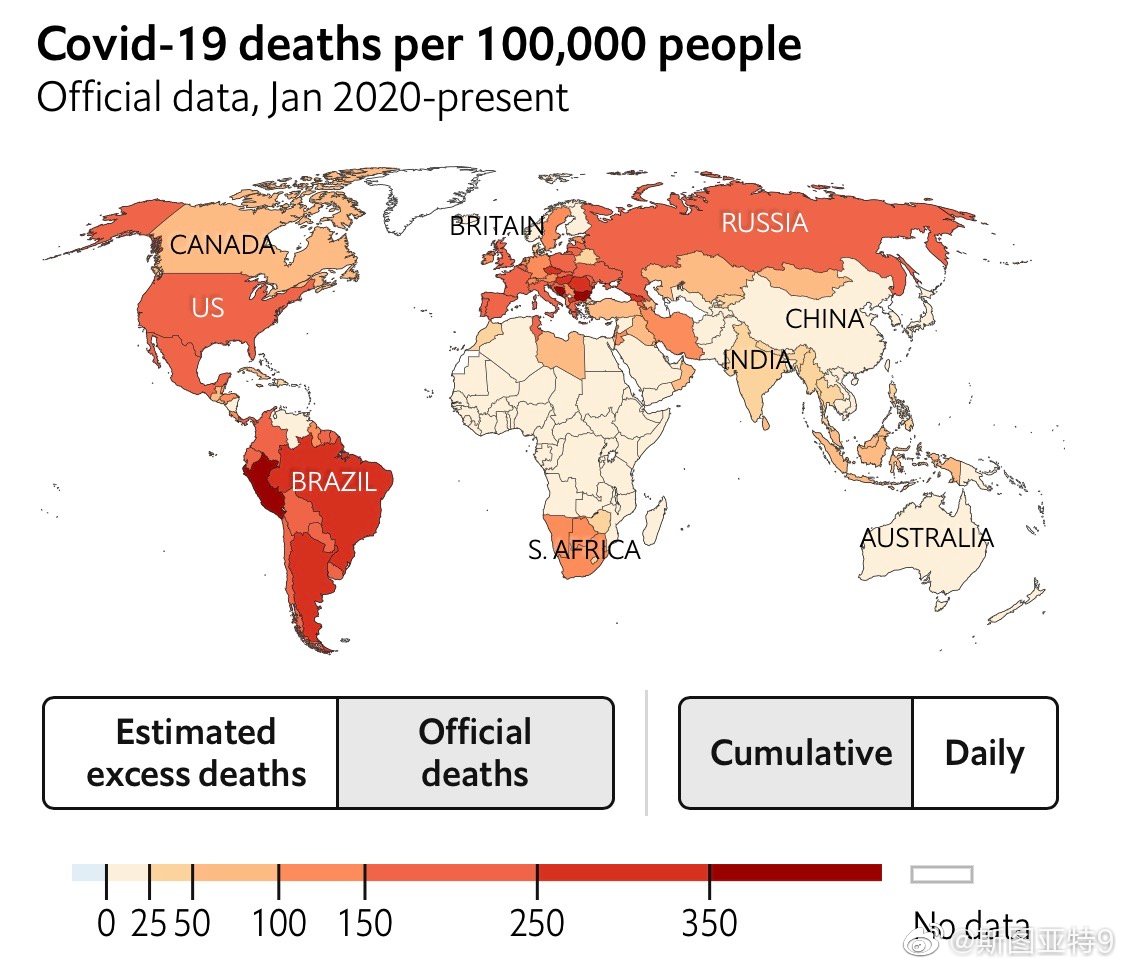 Covid-19 deaths per 100,000 people
Official data, Jan 2020-present
BRITAIN
RUSSIA
CANADA
US
CHINA
INDIA
BRAZIL
S. AFRICA
AUSTRALIA
Estimated
excess deaths
Official
deaths
Cumulative
Daily
0 25 50 100 150 250 350
No data
@斯图亚特9